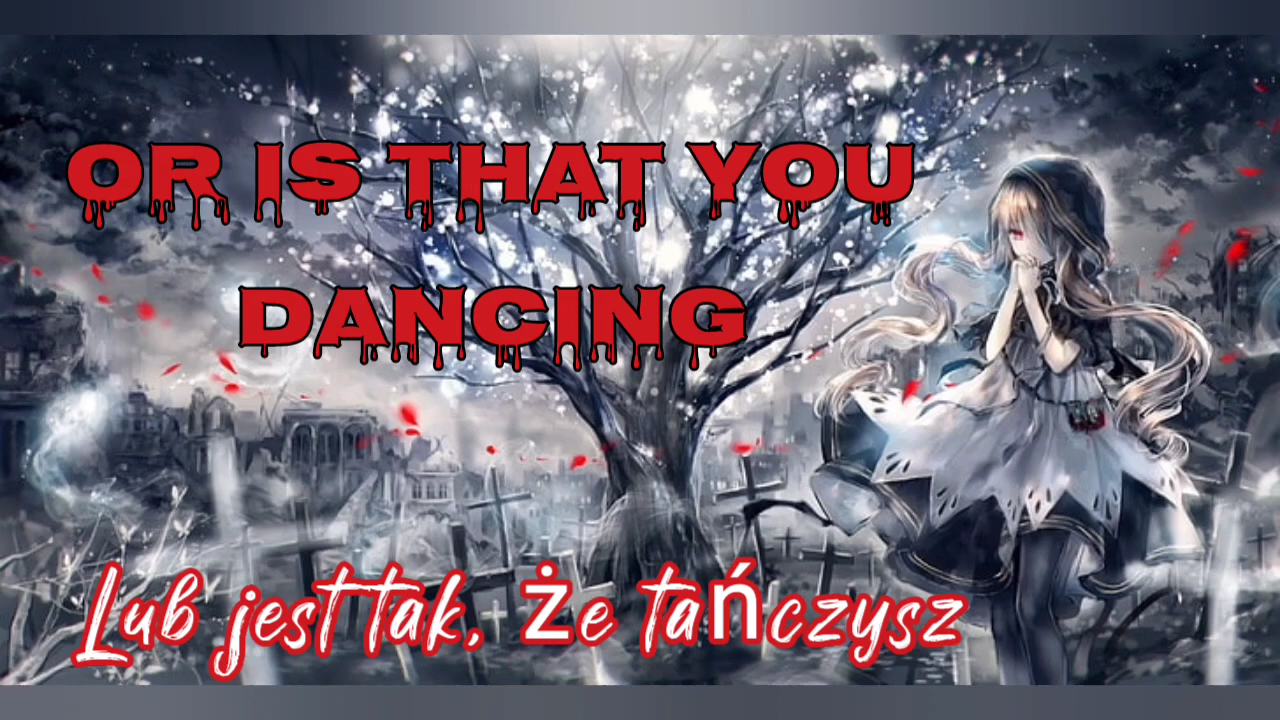 OR IS THAT YOU
DANCING
Lub jest tak, że tańczysz